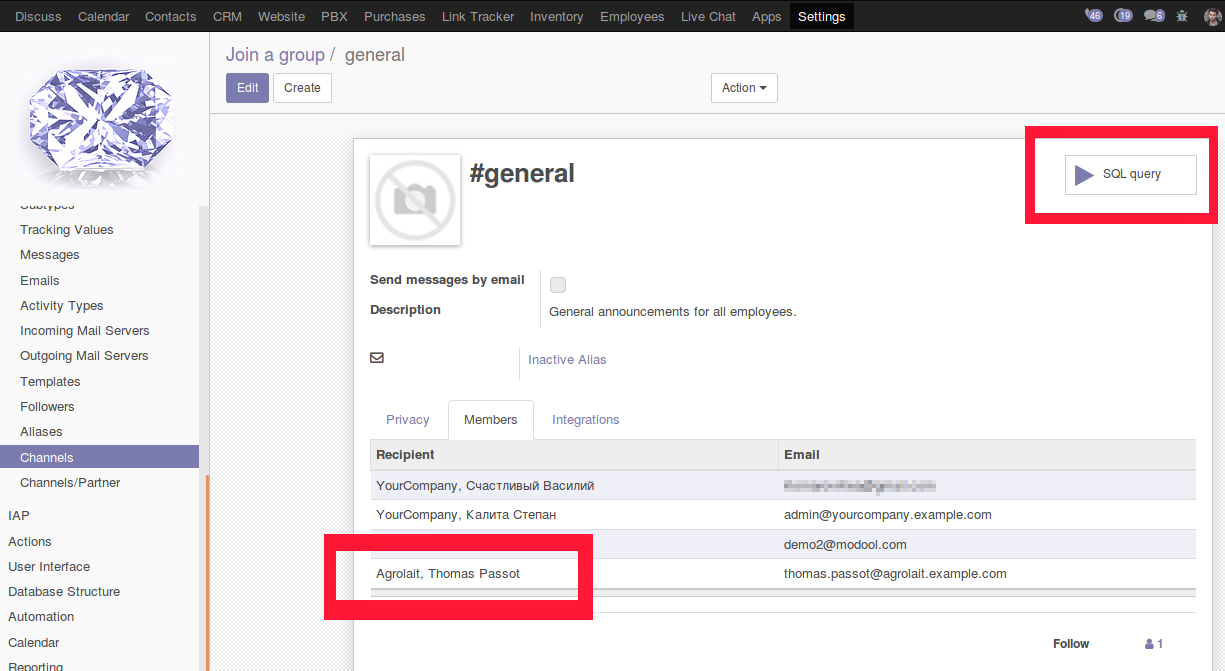 Discuss Calendar Contacts CRM Website PBX Purchases Link Tracker Inventory Employees Live Chat Apps Settings 46 19 6
Join a group / general
Edit Create Action
#general
SQL query
Subtypes
Tracking Values
Messages
Emails
Activity Types
Incoming Mail Servers
Outgoing Mail Servers
Templates
Followers
Aliases
Channels
Channels/Partner
IAP
Actions
User Interface
Database Structure
Automation
Calendar
Reporting
Send messages by email
Description General announcements for all employees.
Inactive Alias
Privacy Members Integrations
Recipient Email
YourCompany, Счастливый Василий
YourCompany, Калита Степан admin@yourcompany.example.com
demo2@modool.com
Agrolait, Thomas Passot thomas.passot@agrolait.example.com
Follow 1